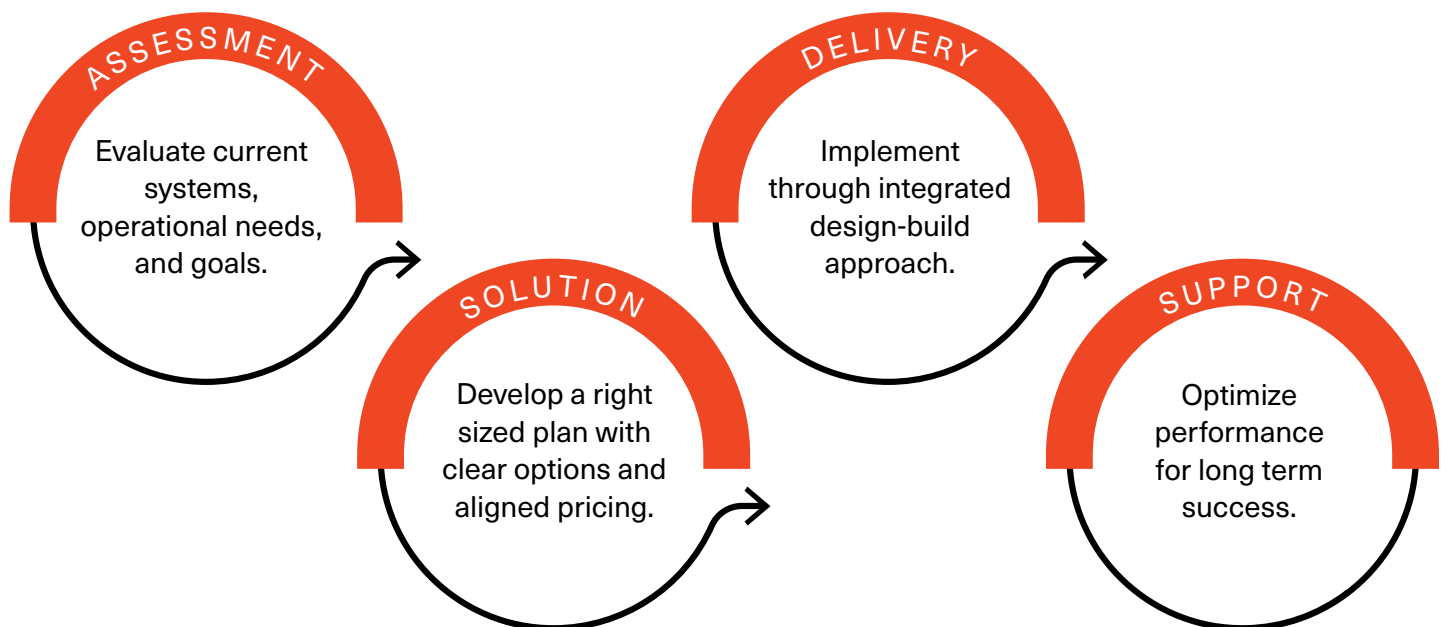 ASSESSMENT
Evaluate current
systems,
operational needs,
and goals.
SOLUTION
Develop a right
sized plan with
clear options and
aligned pricing.
DELIVERY
Implement
through integrated
design-build
approach.
SUPPORT
Optimize
performance
for long term
success.